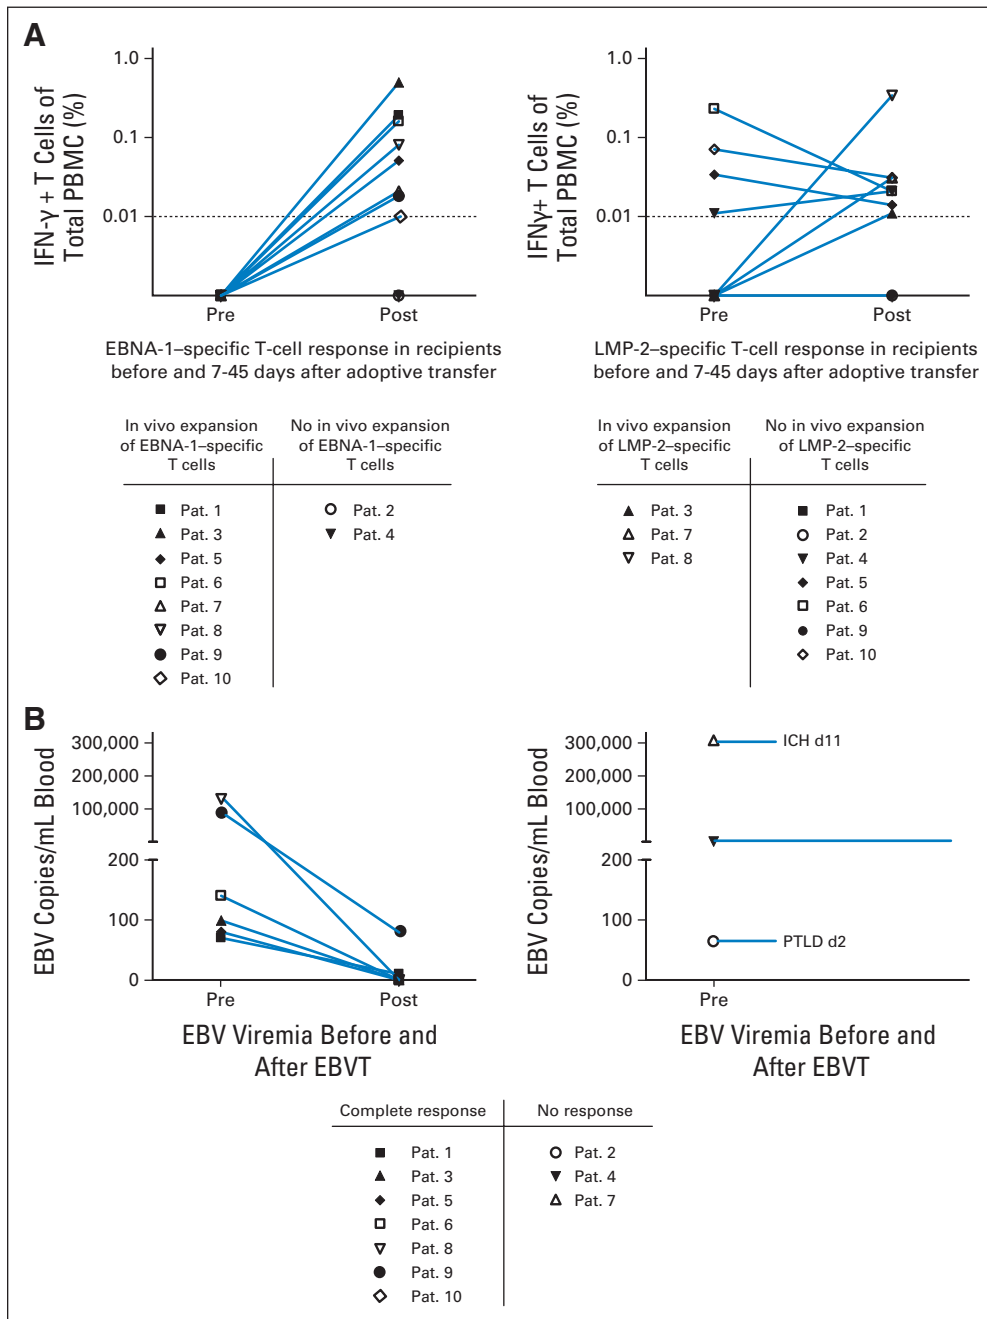 A
IFN-γ + T Cells of
Total PBMC (%)
1.0
0.1
0.01
Pre
Post
EBNA-1–specific T-cell response in recipients
before and 7-45 days after adoptive transfer
In vivo expansion
of EBNA-1–specific
T cells
No in vivo expansion
of EBNA-1–specific
T cells
Pat. 1
Pat. 3
Pat. 5
Pat. 6
Pat. 7
Pat. 8
Pat. 9
Pat. 10
Pat. 2
Pat. 4
IFNγ+ T Cells of
Total PBMC (%)
1.0
0.1
0.01
Pre
Post
LMP-2–specific T-cell response in recipients
before and 7-45 days after adoptive transfer
In vivo expansion
of LMP-2–specific
T cells
No in vivo expansion
of LMP-2–specific
T cells
Pat. 3
Pat. 7
Pat. 8
Pat. 1
Pat. 2
Pat. 4
Pat. 5
Pat. 6
Pat. 9
Pat. 10
B
EBV Copies/mL Blood
300,000
200,000
100,000
200
100
0
Pre
Post
EBV Viremia Before and
After EBVT
EBV Copies/mL Blood
300,000
200,000
100,000
200
100
0
ICH d11
PTLD d2
Pre
EBV Viremia Before and
After EBVT
Complete response
No response
Pat. 1
Pat. 3
Pat. 5
Pat. 6
Pat. 8
Pat. 9
Pat. 10
Pat. 2
Pat. 4
Pat. 7